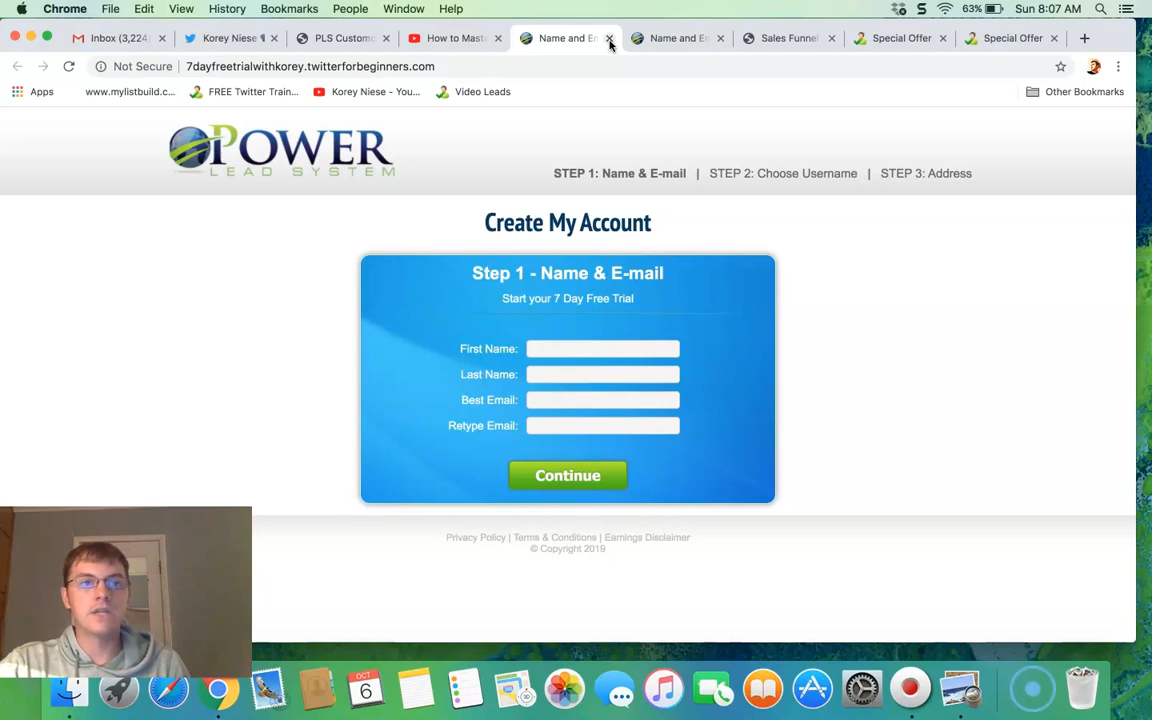 Chrome File Edit View History Bookmarks People Window Help 63% Sun 8:07 AM
Inbox (3,224) Korey Niese PLS Custome How to Mast Name and En Name and En Sales Funnel Special Offer Special Offer
Not Secure 7dayfreetrialwithkorey.twitterforbeginners.com
Apps www.mylistbuild.c... FREE Twitter Train... Korey Niese - You... Video Leads Other Bookmarks
POWER
LEAD SYSTEM
STEP 1: Name & E-mail | STEP 2: Choose Username | STEP 3: Address
Create My Account
Step 1 - Name & E-mail
Start your 7 Day Free Trial
First Name:
Last Name:
Best Email:
Retype Email:
Continue
Privacy Policy | Terms & Conditions | Earnings Disclaimer
© Copyright 2019
OCT
6